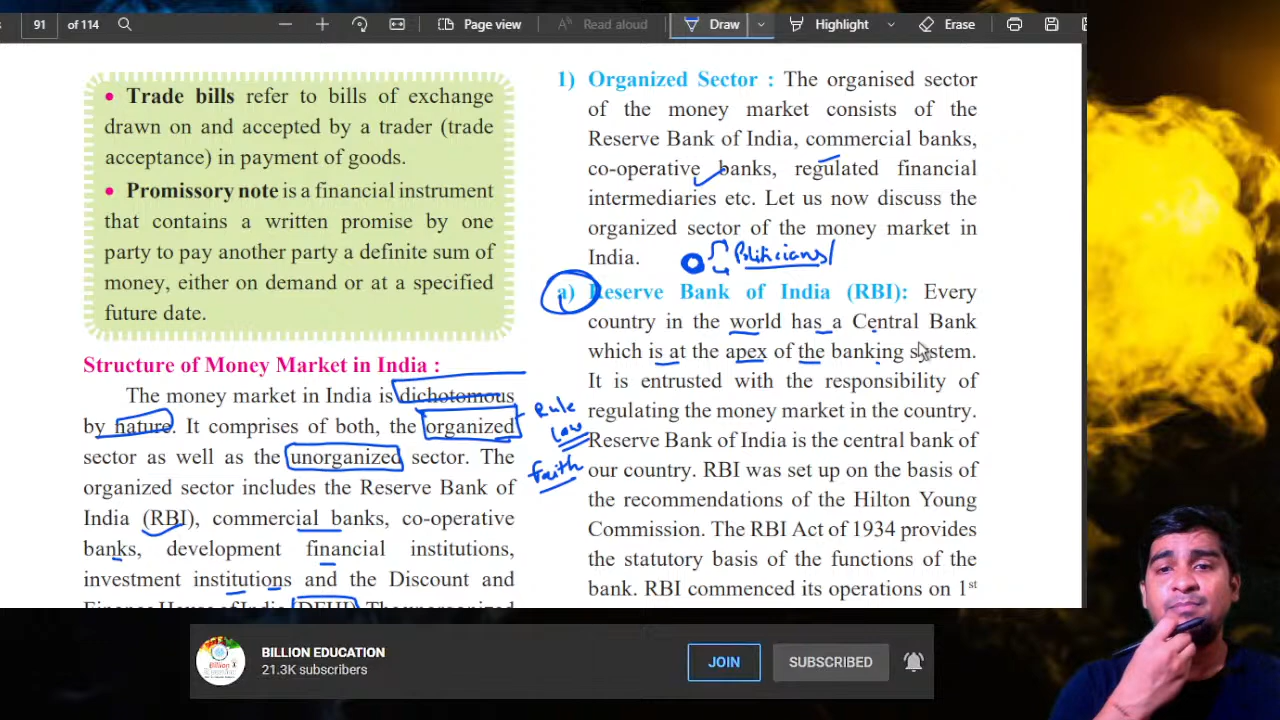 91 of 114
Page view
Read aloud
Draw
Highlight
Erase
• Trade bills refer to bills of exchange
drawn on and accepted by a trader (trade
acceptance) in payment of goods.
• Promissory note is a financial instrument
that contains a written promise by one
party to pay another party a definite sum of
money, either on demand or at a specified
future date.
Structure of Money Market in India :
The money market in India is dichotomous
by nature. It comprises of both, the organized
sector as well as the unorganized sector. The
organized sector includes the Reserve Bank of
India (RBI), commercial banks, co-operative
banks, development financial institutions,
investment institutions and the Discount and
Finance House of India (DFHI). The unorganized
Rule
Law
Faith
1) Organized Sector : The organised sector
of the money market consists of the
Reserve Bank of India, commercial banks,
co-operative banks, regulated financial
intermediaries etc. Let us now discuss the
organized sector of the money market in
India.
Politicians/
a) Reserve Bank of India (RBI): Every
country in the world has a Central Bank
which is at the apex of the banking system.
It is entrusted with the responsibility of
regulating the money market in the country.
Reserve Bank of India is the central bank of
our country. RBI was set up on the basis of
the recommendations of the Hilton Young
Commission. The RBI Act of 1934 provides
the statutory basis of the functions of the
bank. RBI commenced its operations on 1st
BILLION EDUCATION
21.3K subscribers
JOIN
SUBSCRIBED